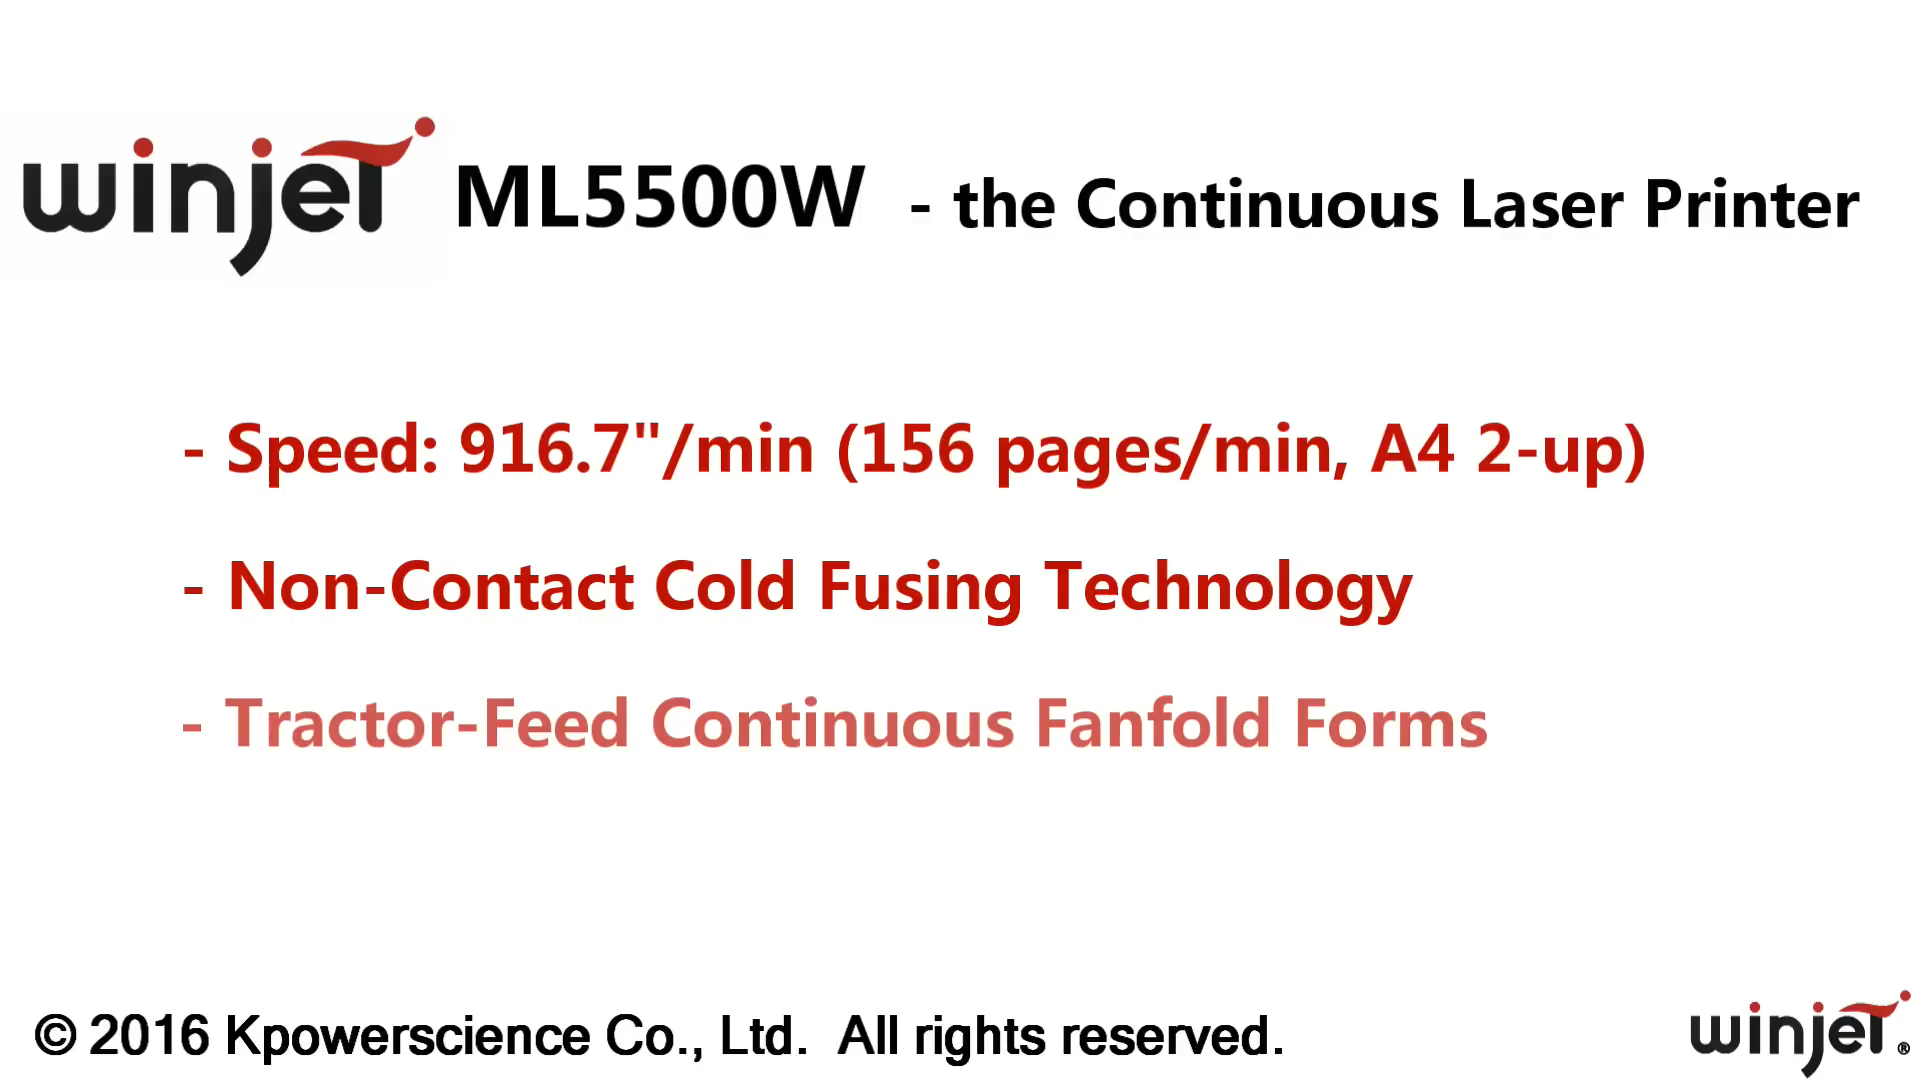 winjet ML5500W - the Continuous Laser Printer
- Speed: 916.7"/min (156 pages/min, A4 2-up)
- Non-Contact Cold Fusing Technology
- Tractor-Feed Continuous Fanfold Forms
© 2016 Kpowerscience Co., Ltd. All rights reserved.
winjet®